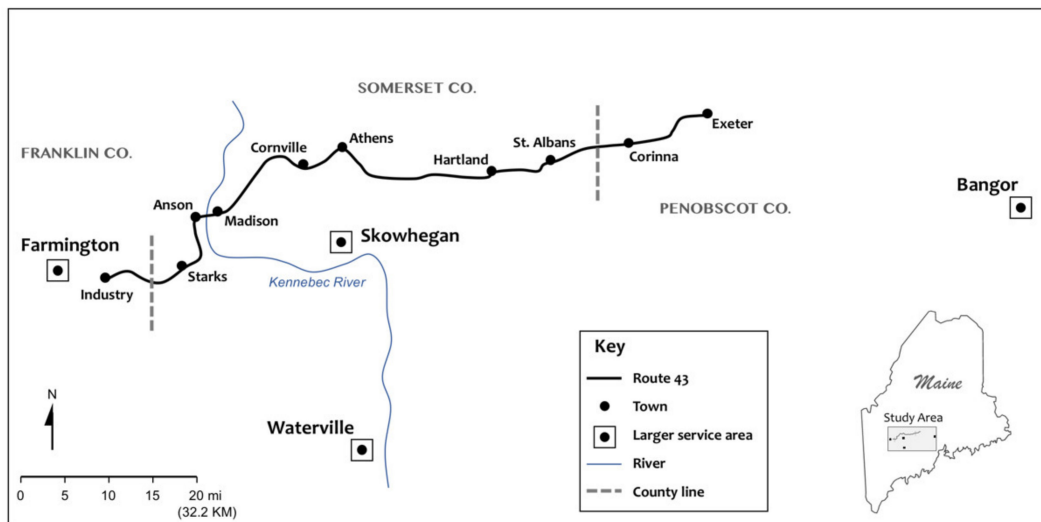 SOMERSET CO.
Exeter
Athens
Cornville
St. Albans
FRANKLIN CO.
Hartland
Corinna
Bangor
Anson
PENOBSCOT CO.
Madison
Skowhegan
Farmington
Starks
Kennebec River
Industry
Key
Route 43
Town
Larger service area
River
County line
Maine
Study Area
N
Waterville
0 5 10 15 20 mi
(32.2 KM)